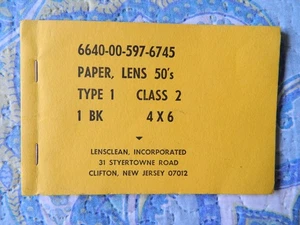 6640-00-597-6745
PAPER, LENS 50's
TYPE 1 CLASS 2
1 BK 4 X 6
LENSCLEAN, INCORPORATED
31 STYERTOWNE ROAD
CLIFTON, NEW JERSEY 07012